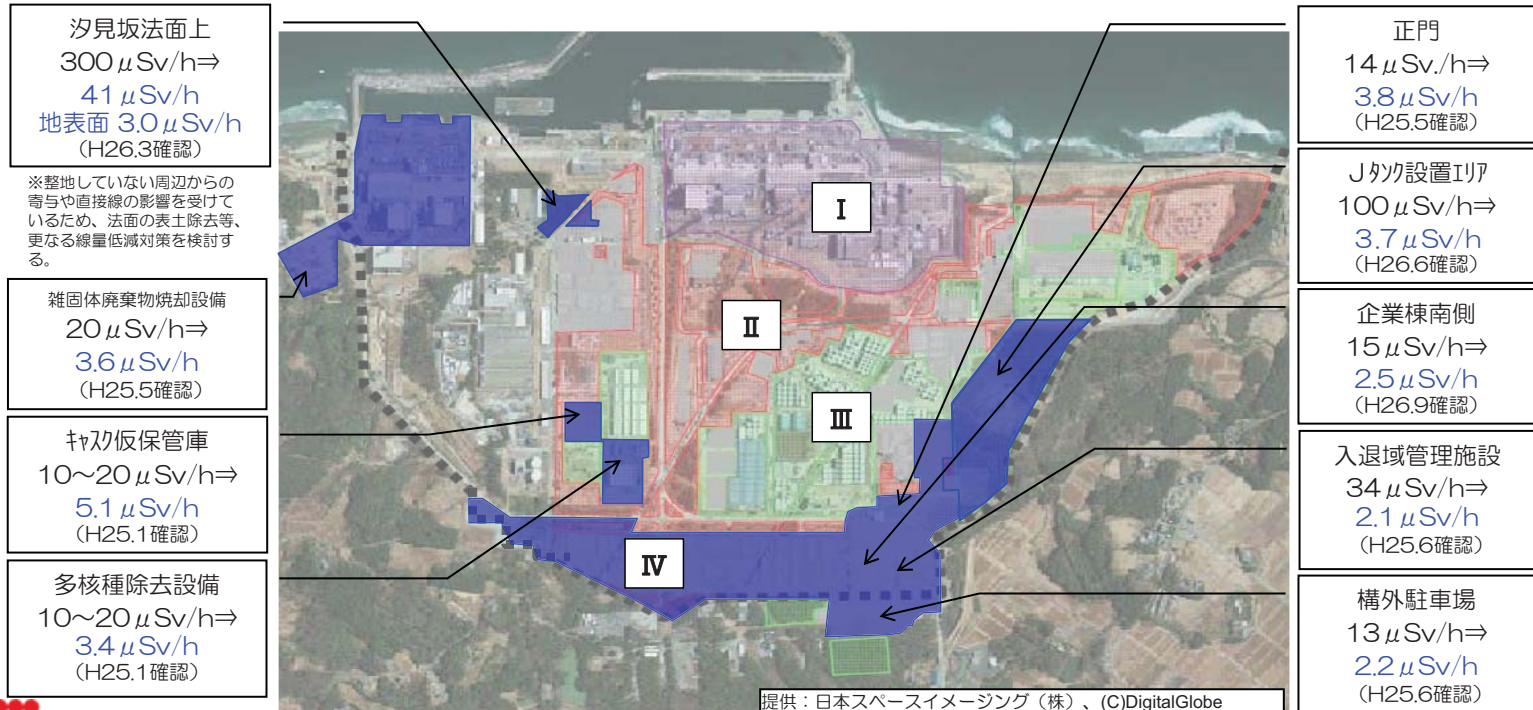 汐見坂法面上
300μSv/h⇒
41μSv/h
地表面 3.0μSv/h
（H26.3確認）
※整地していない周辺からの
寄与や直接線の影響を受けて
いるため、法面の表土除去等、
更なる線量低減対策を検討す
る。
雑固体廃棄物焼却設備
20μSv/h⇒
3.6μSv/h
（H25.5確認）
ｷｬｽｸ仮保管庫
10～20μSv/h⇒
5.1μSv/h
（H25.1確認）
多核種除去設備
10～20μSv/h⇒
3.4μSv/h
（H25.1確認）
Ⅰ
Ⅱ
Ⅲ
Ⅳ
正門
14μSv./h⇒
3.8μSv/h
（H25.5確認）
Jﾀﾝｸ設置ｴﾘｱ
100μSv/h⇒
3.7μSv/h
（H26.6確認）
企業棟南側
15μSv/h⇒
2.5μSv/h
（H26.9確認）
入退域管理施設
34μSv/h⇒
2.1μSv/h
（H25.6確認）
構外駐車場
13μSv/h⇒
2.2μSv/h
（H25.6確認）
提供：日本スペースイメージング（株）、(C)DigitalGlobe